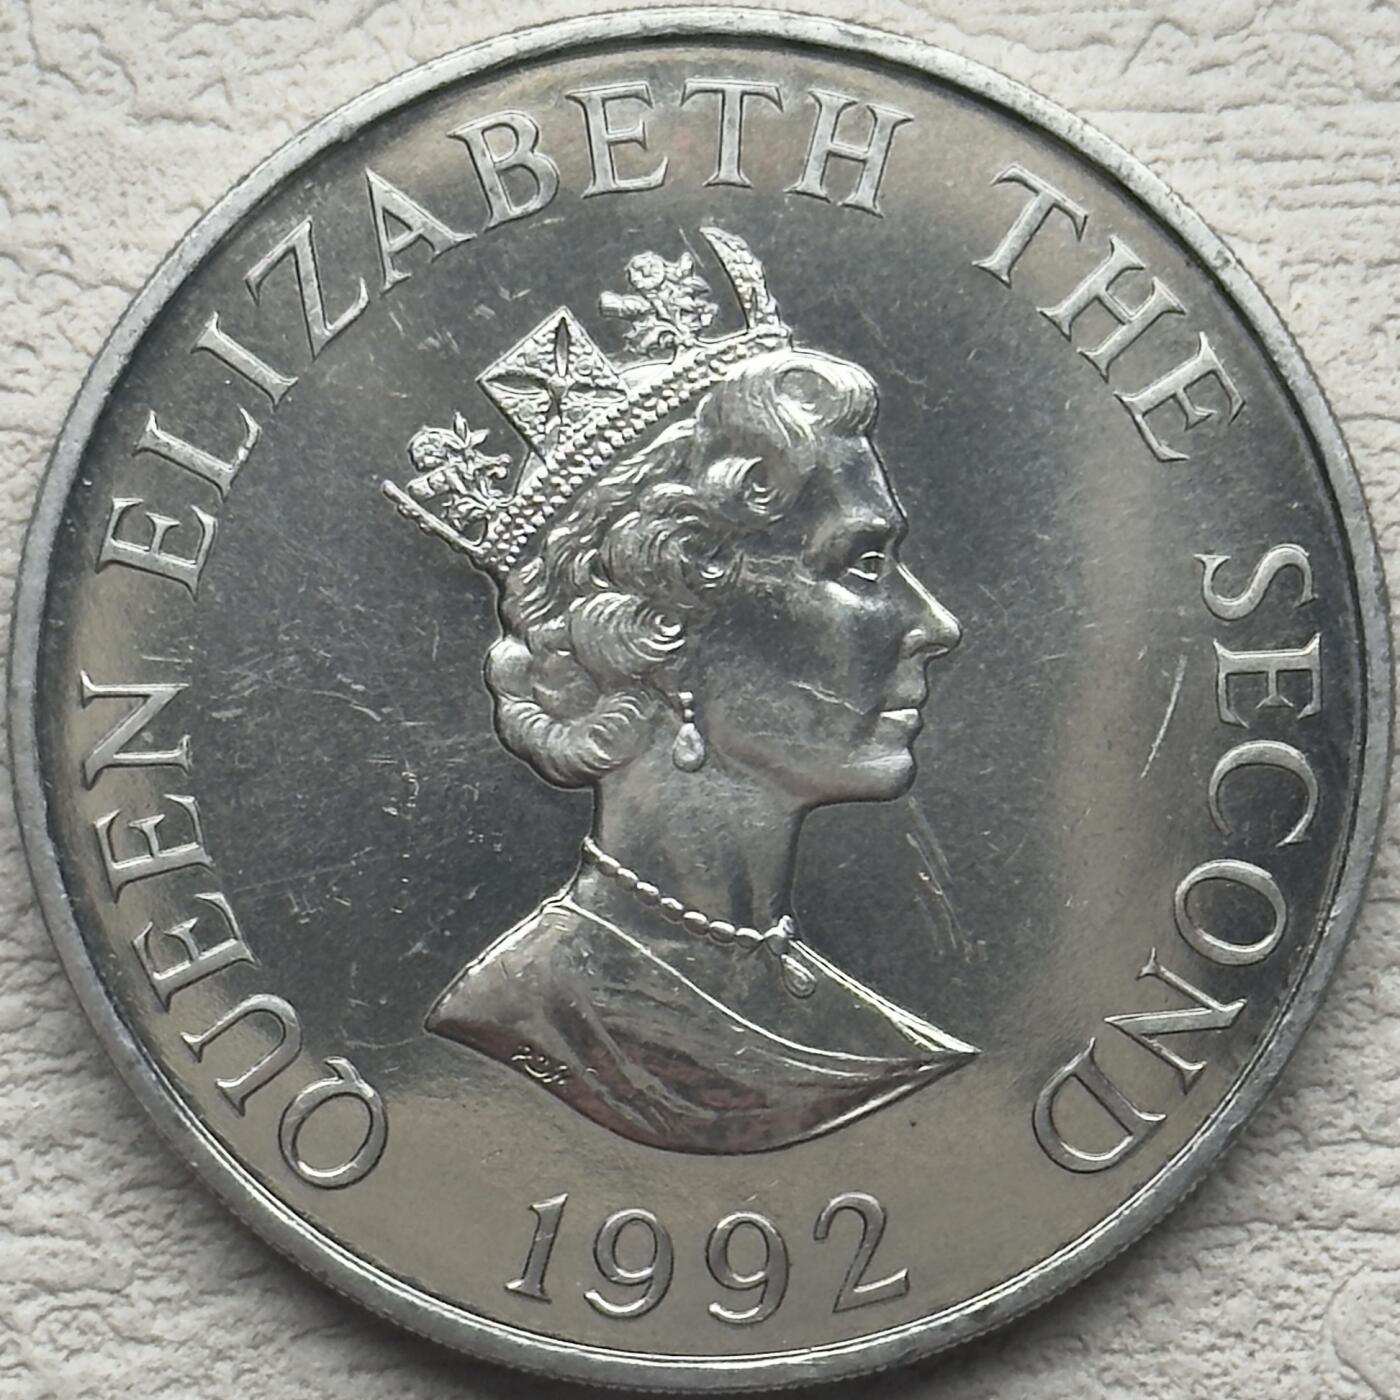 QUEEN ELIZABETH THE SECOND
1992